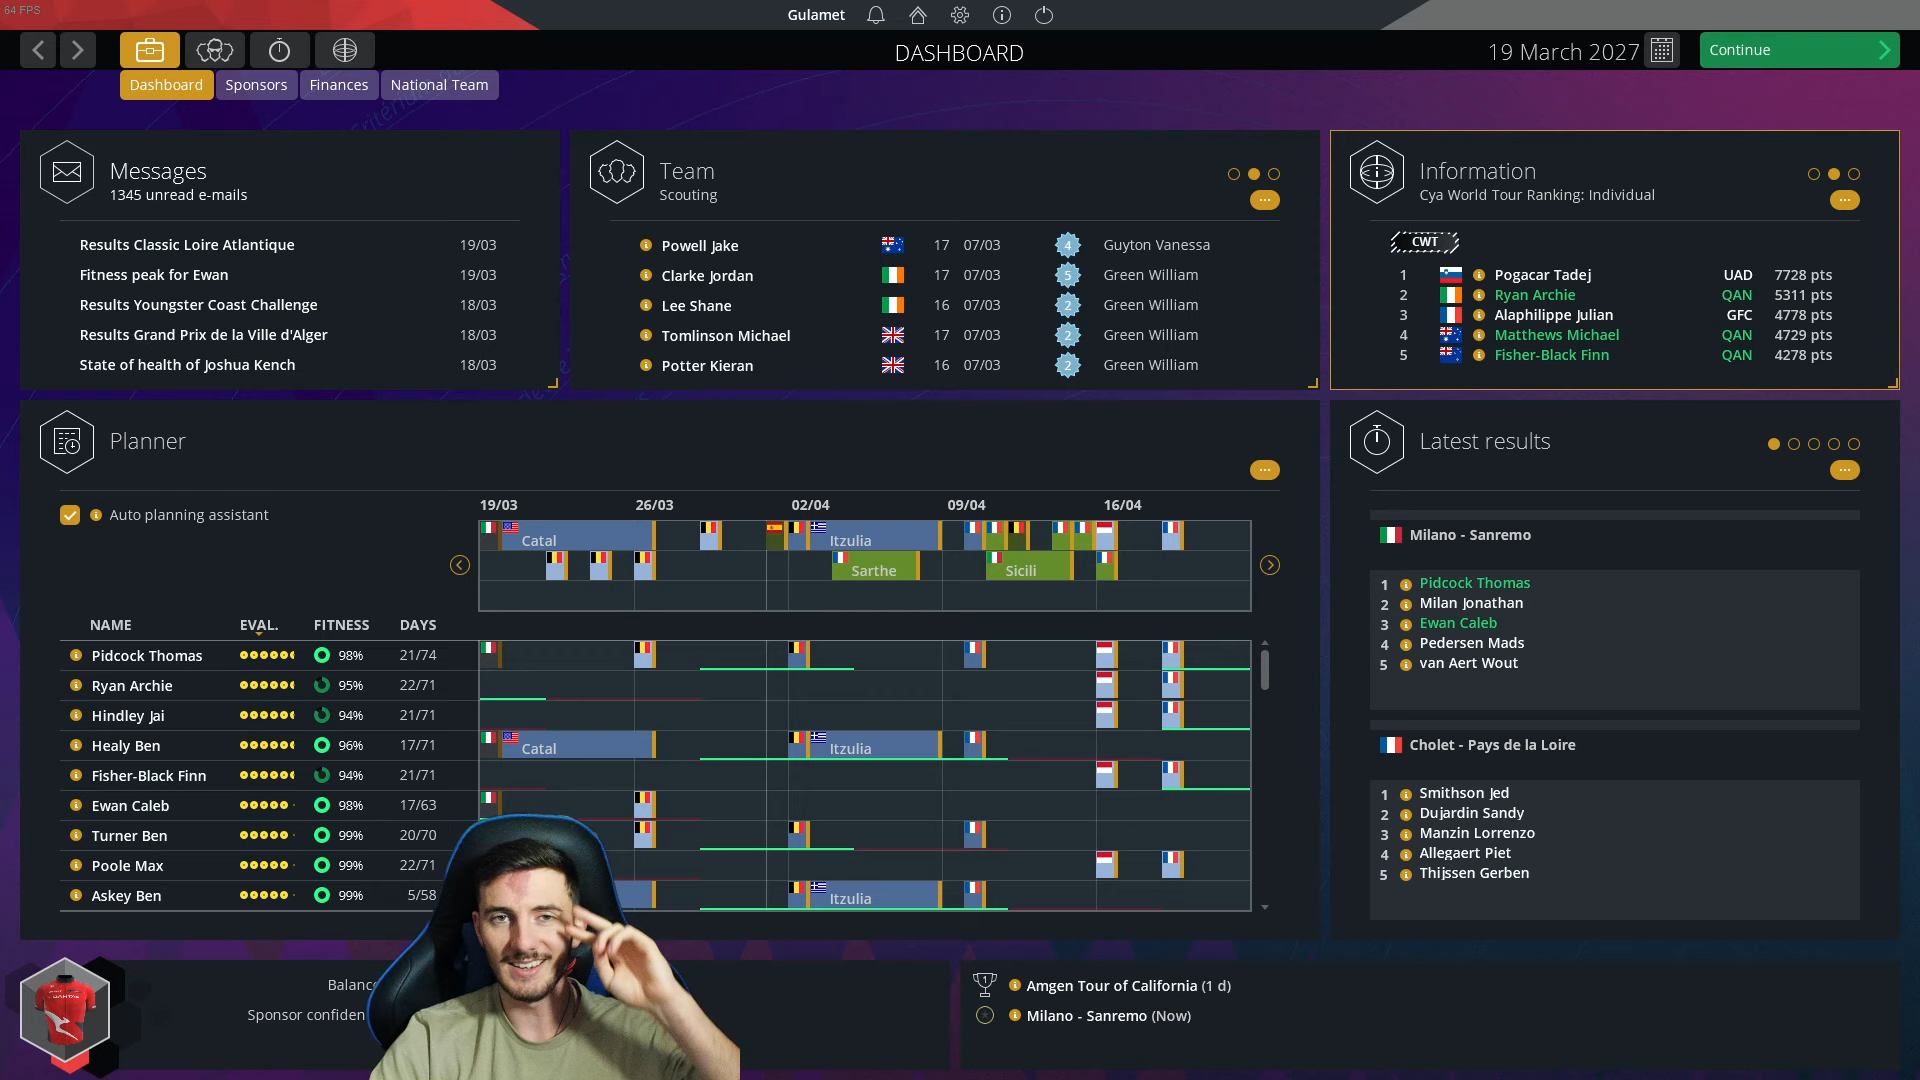 64 FPS
Gulamet
DASHBOARD
19 March 2027
Continue
Dashboard
Sponsors
Finances
National Team
Messages
1345 unread e-mails
Results Classic Loire Atlantique 19/03
Fitness peak for Ewan 19/03
Results Youngster Coast Challenge 18/03
Results Grand Prix de la Ville d'Alger 18/03
State of health of Joshua Kench 18/03
Team
Scouting
Powell Jake 17 07/03 4 Guyton Vanessa
Clarke Jordan 17 07/03 5 Green William
Lee Shane 16 07/03 2 Green William
Tomlinson Michael 17 07/03 2 Green William
Potter Kieran 16 07/03 2 Green William
Information
Cya World Tour Ranking: Individual
CWT
1 Pogacar Tadej UAD 7728 pts
2 Ryan Archie QAN 5311 pts
3 Alaphilippe Julian GFC 4778 pts
4 Matthews Michael QAN 4729 pts
5 Fisher-Black Finn QAN 4278 pts
Planner
Auto planning assistant
19/03 26/03 02/04 09/04 16/04
Catal Itzulia
Sarthe Sicili
NAME EVAL. FITNESS DAYS
Pidcock Thomas 98% 21/74
Ryan Archie 95% 22/71
Hindley Jai 94% 21/71
Healy Ben 96% 17/71 Catal Itzulia
Fisher-Black Finn 94% 21/71
Ewan Caleb 98% 17/63
Turner Ben 99% 20/70
Poole Max 99% 22/71
Askey Ben 99% 5/58 Itzulia
Latest results
Milano - Sanremo
1 Pidcock Thomas
2 Milan Jonathan
3 Ewan Caleb
4 Pedersen Mads
5 van Aert Wout
Cholet - Pays de la Loire
1 Smithson Jed
2 Dujardin Sandy
3 Manzin Lorrenzo
4 Allegaert Piet
5 Thijssen Gerben
Balance
Sponsor confiden
QANTAS
1 Amgen Tour of California (1 d)
Milano - Sanremo (Now)